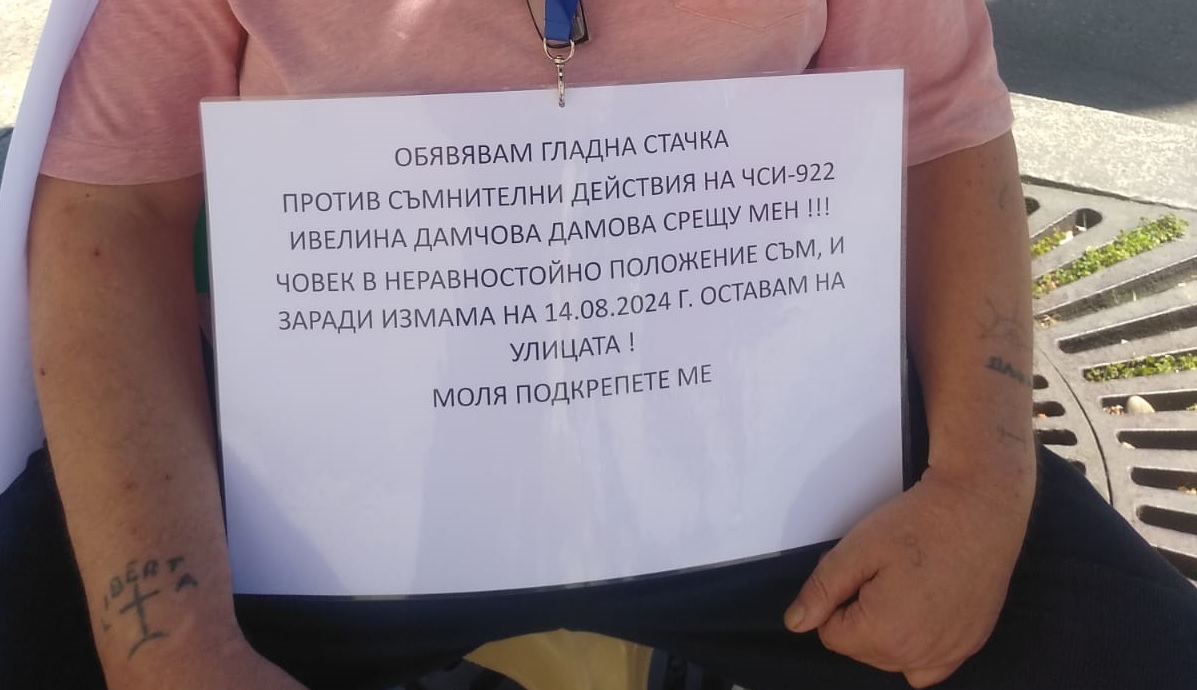 ОБЯВЯВАМ ГЛАДНА СТАЧКА
ПРОТИВ СЪМНИТЕЛНИ ДЕЙСТВИЯ НА ЧСИ-922
ИВЕЛИНА ДАМЧОВА ДАМОВА СРЕЩУ МЕН !!!
ЧОВЕК В НЕРАВНОСТОЙНО ПОЛОЖЕНИЕ СЪМ, И
ЗАРАДИ ИЗМАМА НА 14.08.2024 Г. ОСТАВАМ НА
УЛИЦАТА !
МОЛЯ ПОДКРЕПЕТЕ МЕ